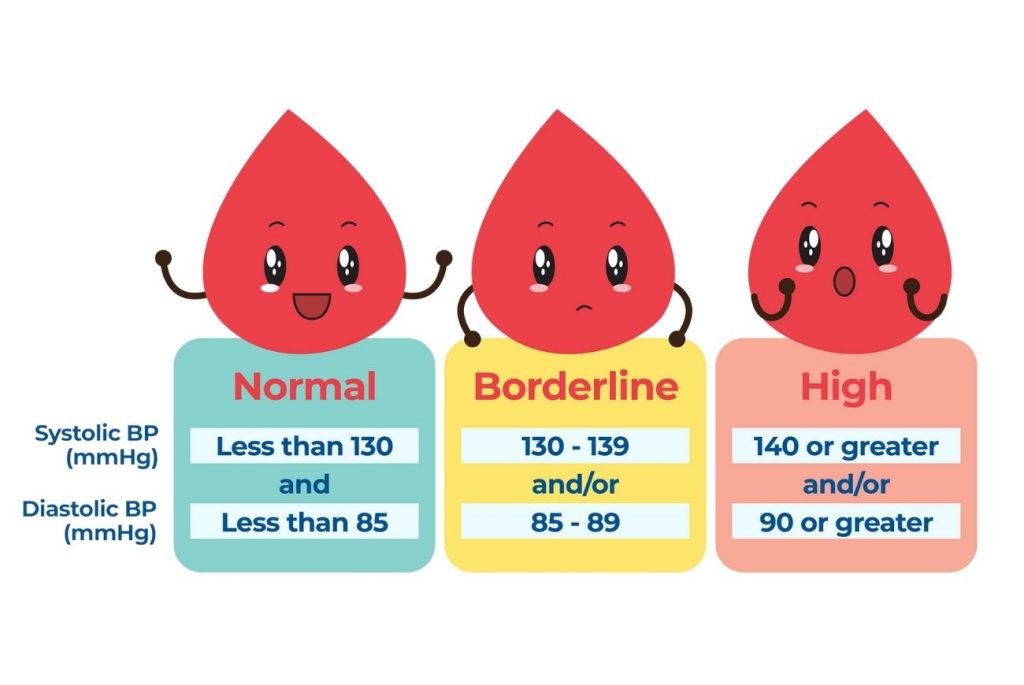 Normal
Borderline
High
Systolic BP
(mmHg)
Less than 130
130 - 139
140 or greater
and
and/or
and/or
Diastolic BP
(mmHg)
Less than 85
85 - 89
90 or greater